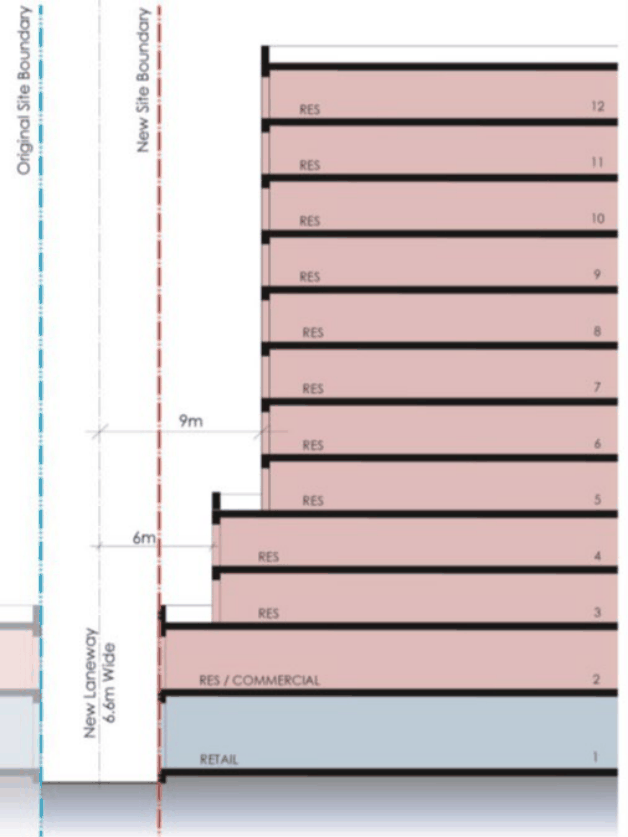 Original Site Boundary
New Site Boundary
RES 12
RES 11
RES 10
RES 9
RES 8
RES 7
9m
RES 6
RES 5
6m
RES 4
RES 3
New Laneway
6.6m Wide
RES / COMMERCIAL 2
RETAIL 1